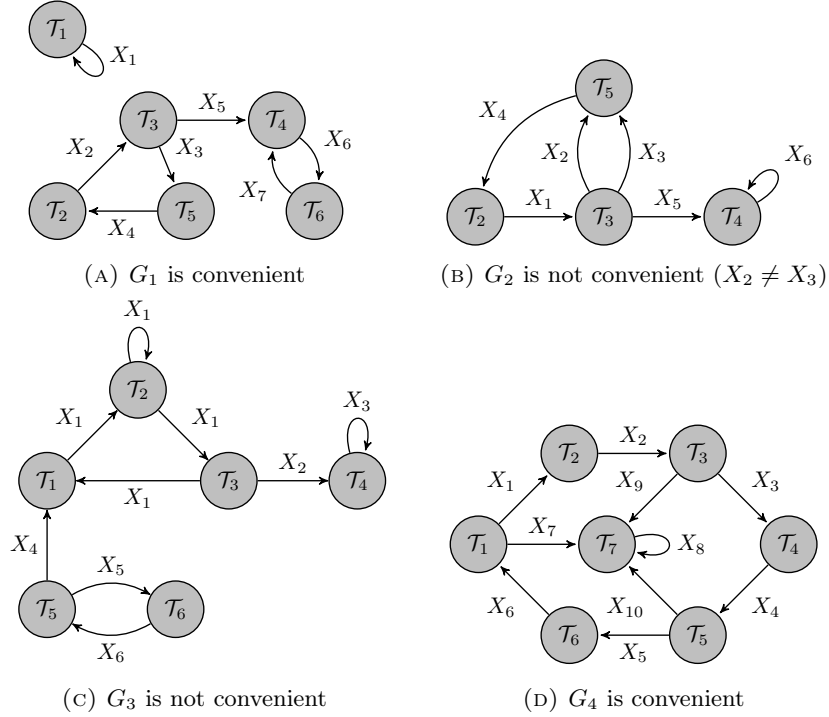 𝒯₁
X₁
𝒯₃
X₅
𝒯₄
X₂
X₃
X₆
X₇
𝒯₂
X₄
𝒯₅
𝒯₆
(A) G₁ is convenient
𝒯₅
X₄
X₂
X₃
X₆
𝒯₂
X₁
𝒯₃
X₅
𝒯₄
(B) G₂ is not convenient (X₂ ≠ X₃)
X₁
𝒯₂
X₁
X₁
X₃
𝒯₁
X₁
𝒯₃
X₂
𝒯₄
X₄
X₅
𝒯₅
𝒯₆
X₆
(C) G₃ is not convenient
𝒯₂
X₂
𝒯₃
X₁
X₉
X₃
𝒯₁
X₇
𝒯₇
X₈
𝒯₄
X₆
X₁₀
X₄
𝒯₆
X₅
𝒯₅
(D) G₄ is convenient